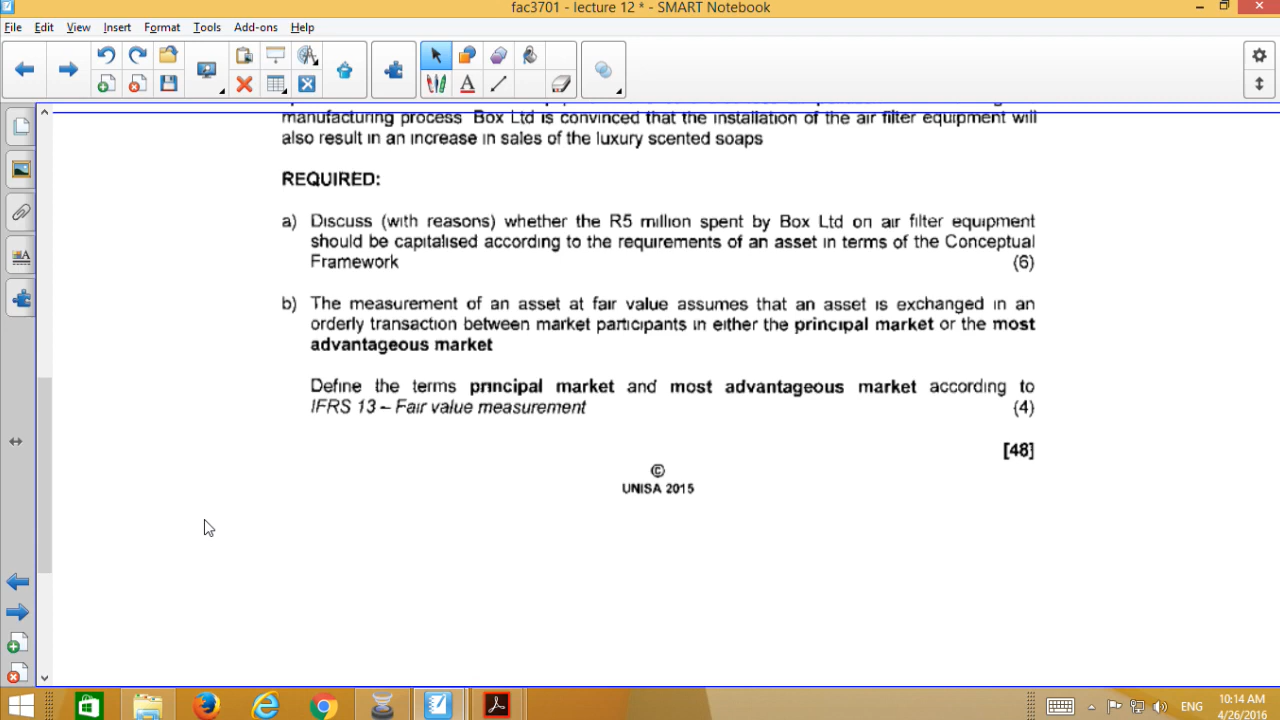 fac3701 - lecture 12 * - SMART Notebook
File Edit View Insert Format Tools Add-ons Help
manufacturing process Box Ltd is convinced that the installation of the air filter equipment will
also result in an increase in sales of the luxury scented soaps
REQUIRED:
a) Discuss (with reasons) whether the R5 million spent by Box Ltd on air filter equipment
should be capitalised according to the requirements of an asset in terms of the Conceptual
Framework (6)
b) The measurement of an asset at fair value assumes that an asset is exchanged in an
orderly transaction between market participants in either the principal market or the most
advantageous market
Define the terms principal market and most advantageous market according to
IFRS 13 – Fair value measurement (4)
[48]
©
UNISA 2015
ENG
10:14 AM
4/26/2016